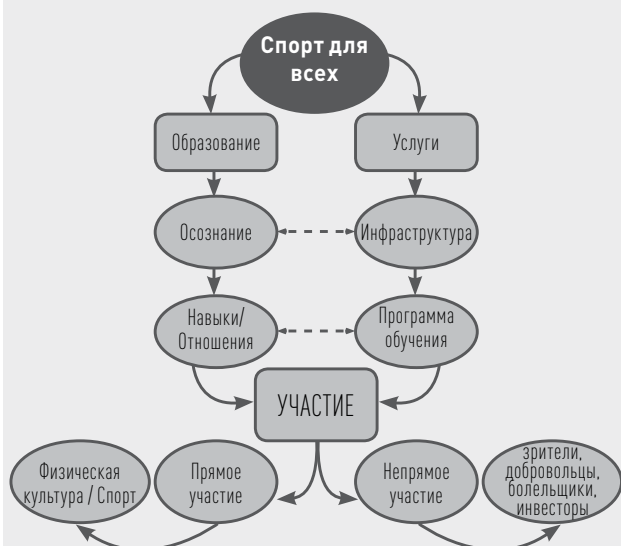 Спорт для
всех
Образование
Услуги
Осознание
Инфраструктура
Навыки/
Отношения
Программа
обучения
УЧАСТИЕ
Физическая
культура / Спорт
Прямое
участие
Непрямое
участие
зрители,
добровольцы,
болельщики,
инвесторы